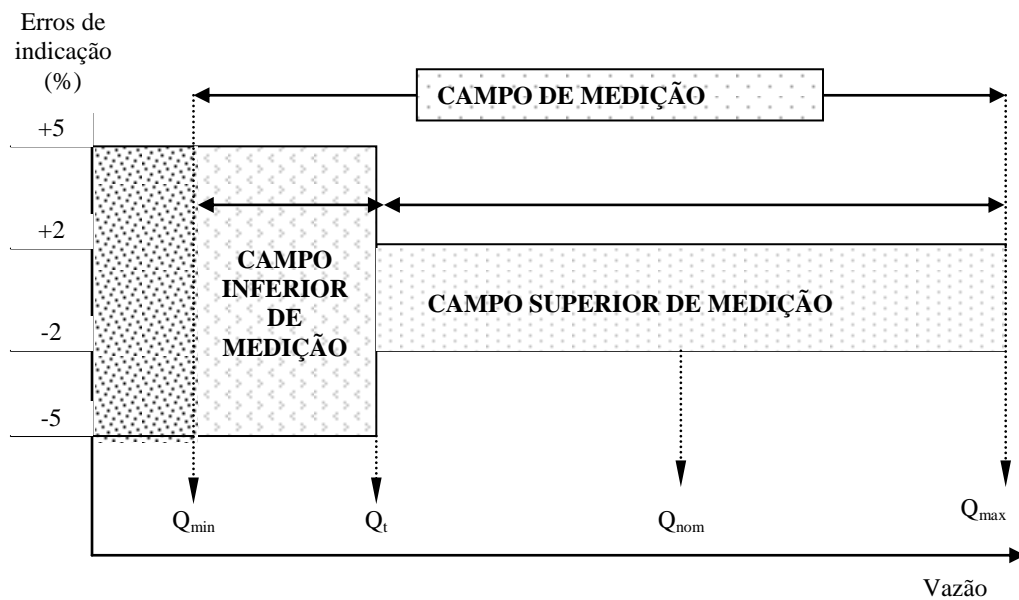 Erros de
indicação
(%)
CAMPO DE MEDIÇÃO
+5
+2
CAMPO
INFERIOR
DE
MEDIÇÃO
CAMPO SUPERIOR DE MEDIÇÃO
-2
-5
Qmin
Qt
Qnom
Qmax
Vazão